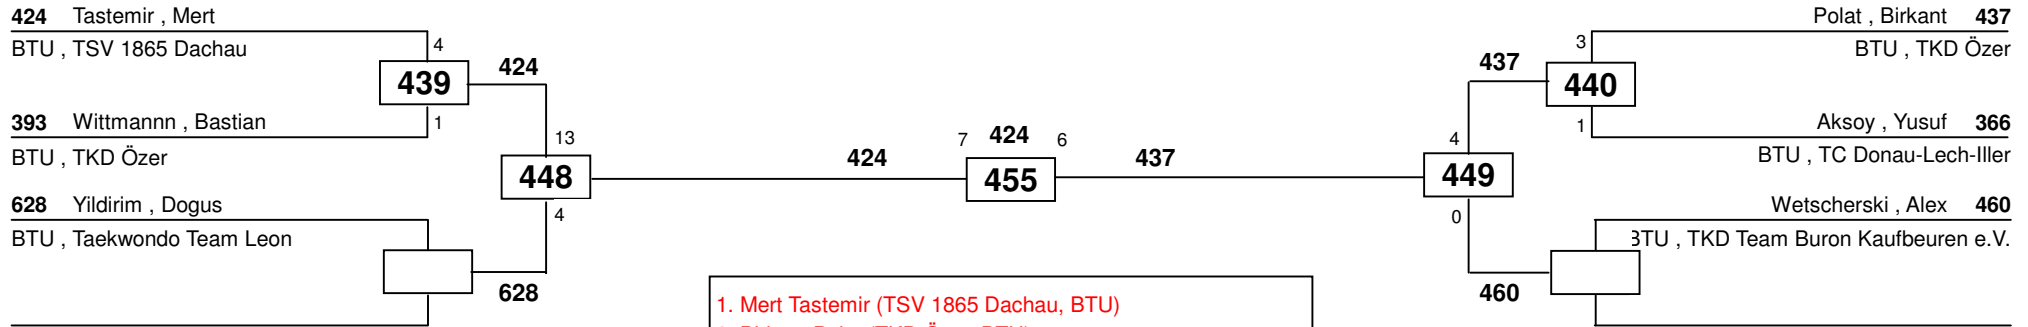 424 Tastemir , Mert
BTU , TSV 1865 Dachau
4
439
424
1
393 Wittmannn , Bastian
BTU , TKD Özer
13
448
4
628 Yildirim , Dogus
BTU , Taekwondo Team Leon
628
424
7 424 6
455
437
Polat , Birkant 437
BTU , TKD Özer
3
437
440
1
Aksoy , Yusuf 366
BTU , TC Donau-Lech-Iller
4
449
0
Wetscherski , Alex 460
BTU , TKD Team Buron Kaufbeuren e.V.
460
1. Mert Tastemir (TSV 1865 Dachau, BTU)